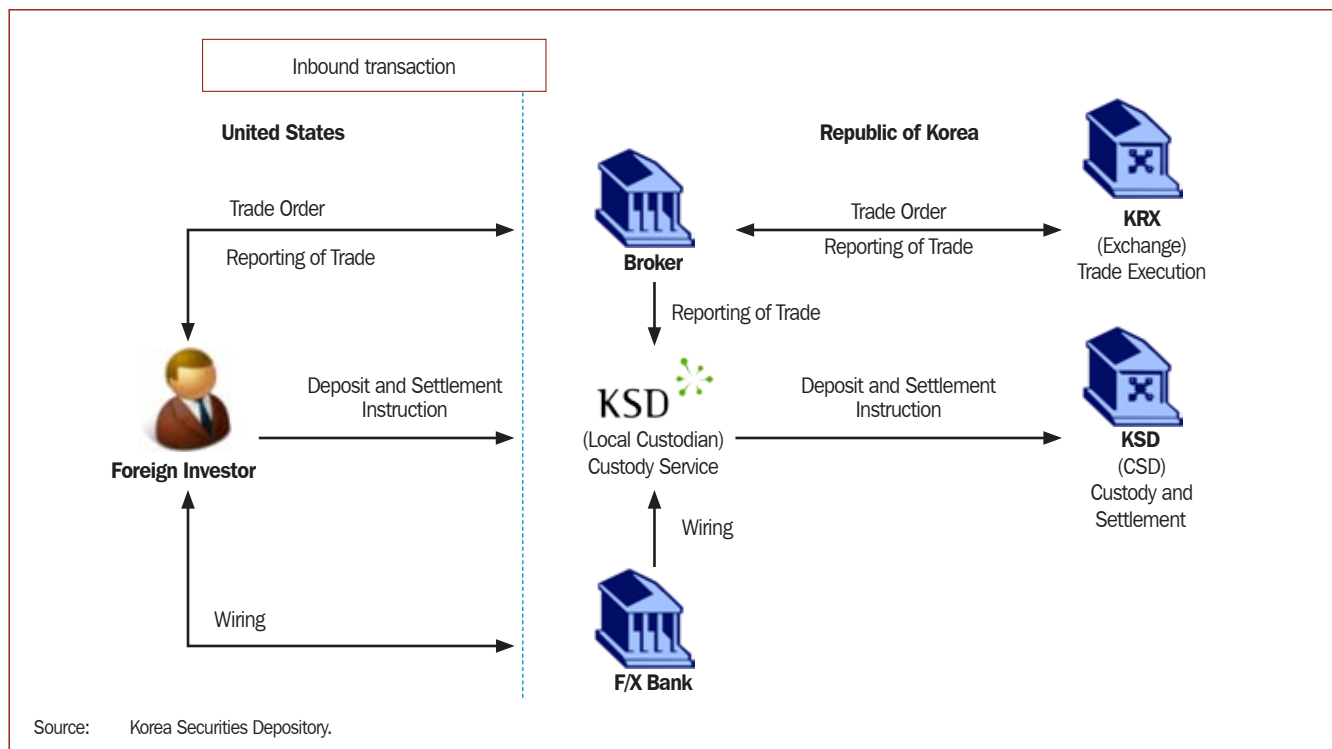 Inbound transaction
United States
Republic of Korea
Trade Order
Reporting of Trade
Broker
Trade Order
Reporting of Trade
KRX
(Exchange)
Trade Execution
Reporting of Trade
Foreign Investor
Deposit and Settlement
Instruction
KSD
(Local Custodian)
Custody Service
Deposit and Settlement
Instruction
KSD
(CSD)
Custody and
Settlement
Wiring
Wiring
F/X Bank
Source: Korea Securities Depository.